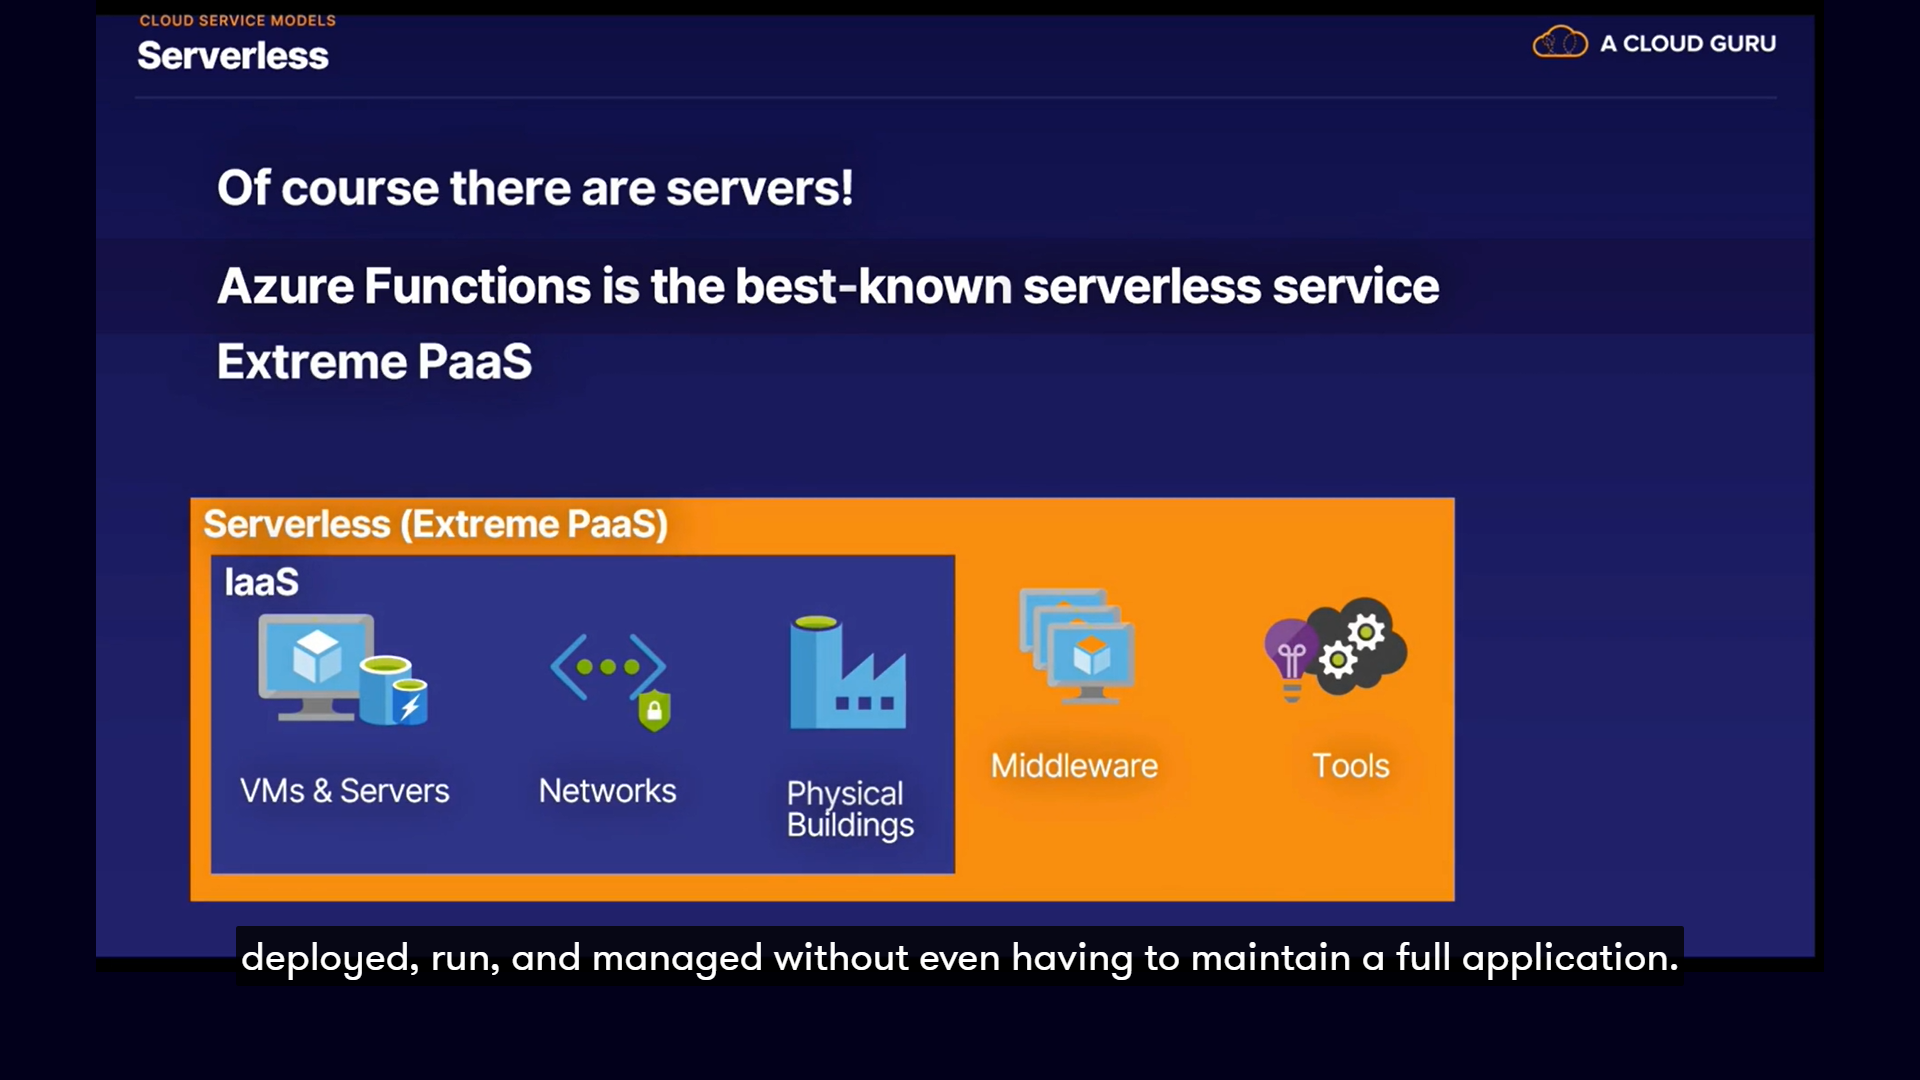 CLOUD SERVICE MODELS
Serverless
A CLOUD GURU
Of course there are servers!
Azure Functions is the best-known serverless service
Extreme PaaS
Serverless (Extreme PaaS)
IaaS
VMs & Servers
Networks
Physical
Buildings
Middleware
Tools
deployed, run, and managed without even having to maintain a full application.